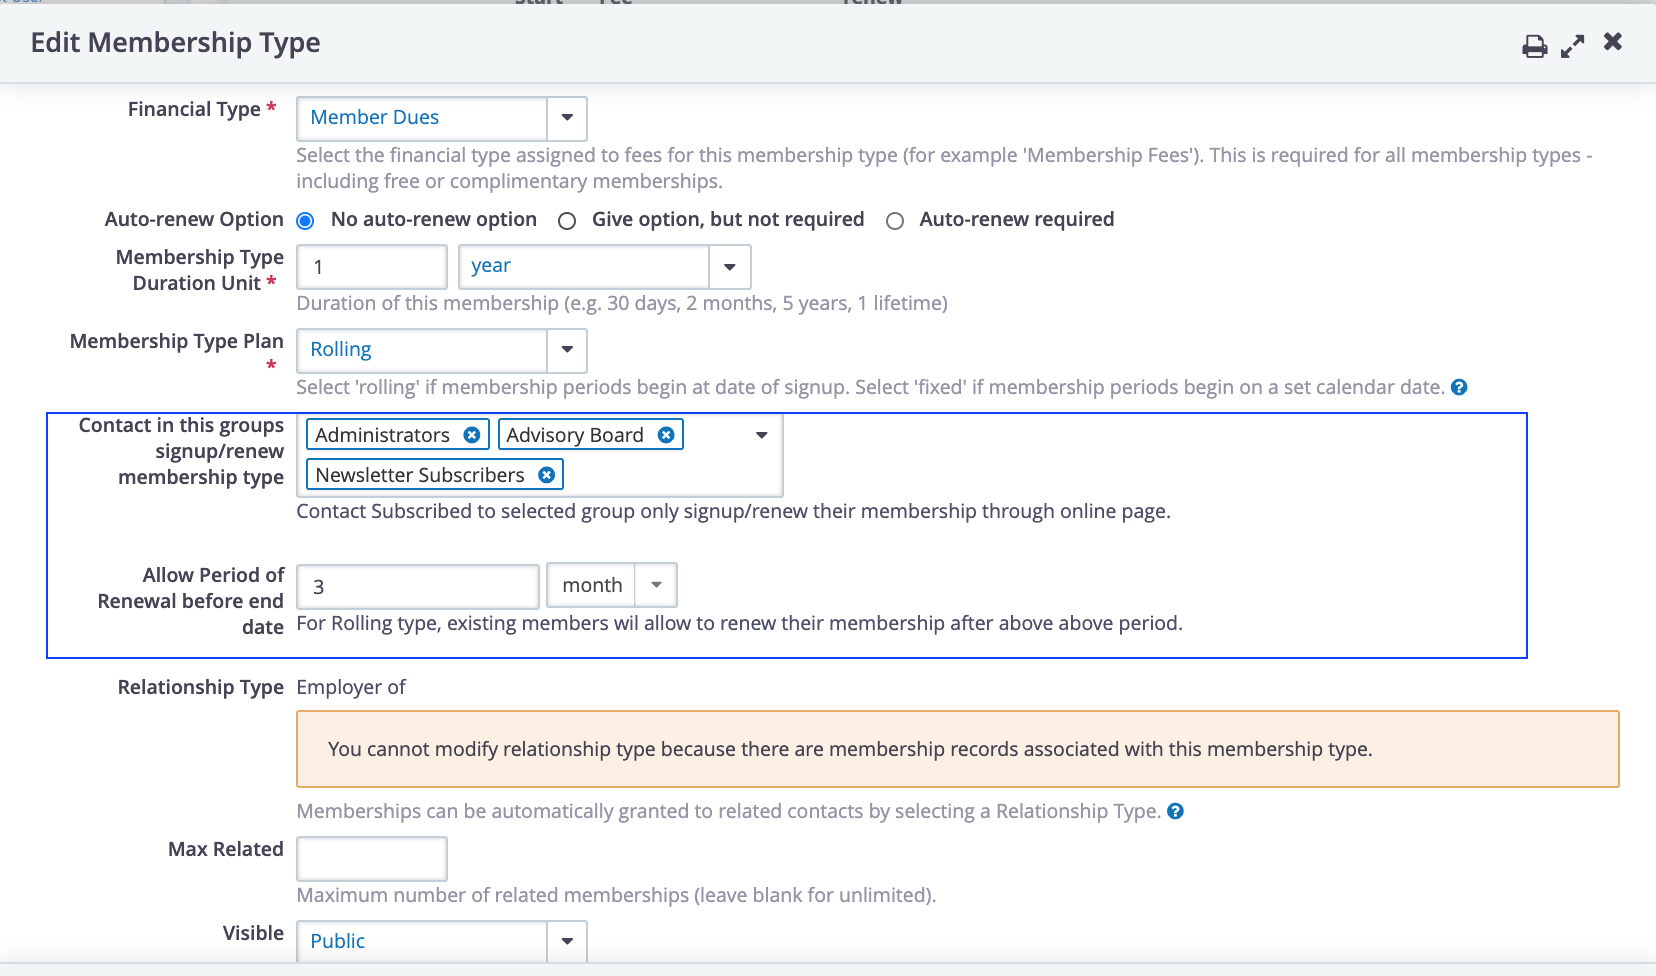 Edit Membership Type
Financial Type *
Member Dues
Select the financial type assigned to fees for this membership type (for example 'Membership Fees'). This is required for all membership types -
including free or complimentary memberships.
Auto-renew Option No auto-renew option Give option, but not required Auto-renew required
Membership Type
Duration Unit *
1 year
Duration of this membership (e.g. 30 days, 2 months, 5 years, 1 lifetime)
Membership Type Plan
*
Rolling
Select 'rolling' if membership periods begin at date of signup. Select 'fixed' if membership periods begin on a set calendar date. ?
Contact in this groups
signup/renew
membership type
Administrators Advisory Board
Newsletter Subscribers
Contact Subscribed to selected group only signup/renew their membership through online page.
Allow Period of
Renewal before end
date
3 month
For Rolling type, existing members wil allow to renew their membership after above above period.
Relationship Type Employer of
You cannot modify relationship type because there are membership records associated with this membership type.
Memberships can be automatically granted to related contacts by selecting a Relationship Type. ?
Max Related
Maximum number of related memberships (leave blank for unlimited).
Visible Public